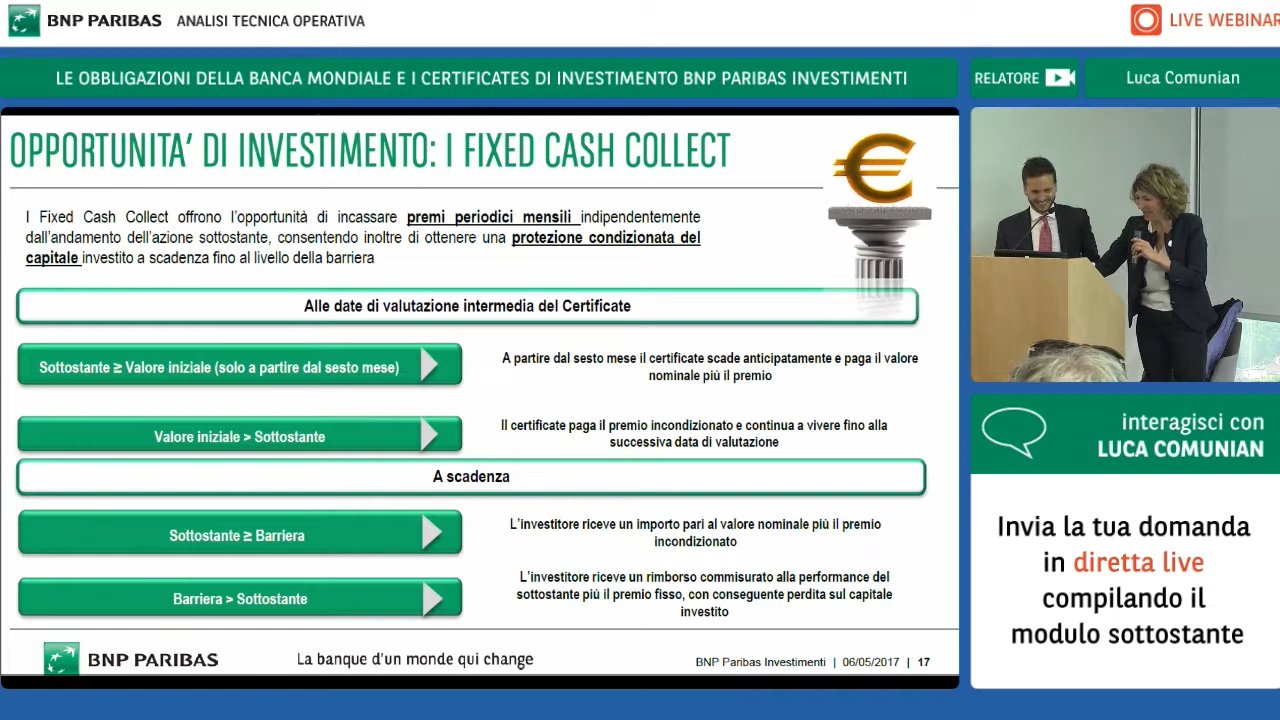 BNP PARIBAS ANALISI TECNICA OPERATIVA
LIVE WEBINAR
LE OBBLIGAZIONI DELLA BANCA MONDIALE E I CERTIFICATES DI INVESTIMENTO BNP PARIBAS INVESTIMENTI
RELATORE
Luca Comunian
OPPORTUNITA’ DI INVESTIMENTO: I FIXED CASH COLLECT
I Fixed Cash Collect offrono l’opportunità di incassare premi periodici mensili indipendentemente
dall’andamento dell’azione sottostante, consentendo inoltre di ottenere una protezione condizionata del
capitale investito a scadenza fino al livello della barriera
depositphotos
Alle date di valutazione intermedia del Certificate
Sottostante ≥ Valore iniziale (solo a partire dal sesto mese)
A partire dal sesto mese il certificate scade anticipatamente e paga il valore
nominale più il premio
Valore iniziale > Sottostante
Il certificate paga il premio incondizionato e continua a vivere fino alla
successiva data di valutazione
A scadenza
Sottostante ≥ Barriera
L’investitore riceve un importo pari al valore nominale più il premio
incondizionato
Barriera > Sottostante
L’investitore riceve un rimborso commisurato alla performance del
sottostante più il premio fisso, con conseguente perdita sul capitale
investito
BNP PARIBAS
La banque d’un monde qui change
BNP Paribas Investimenti | 06/05/2017 | 17
interagisci con
LUCA COMUNIAN
Invia la tua domanda
in diretta live
compilando il
modulo sottostante